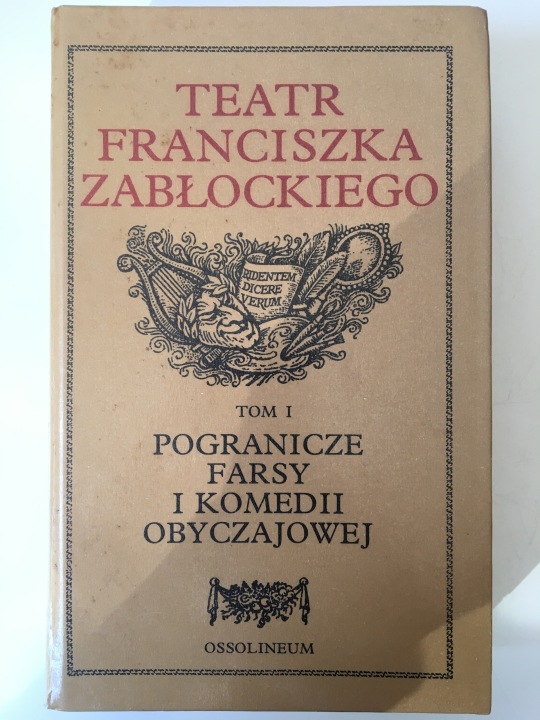 TEATR
FRANCISZKA
ZABŁOCKIEGO
RIDENTEM
DICERE
VERUM
TOM I
POGRANICZE
FARSY
I KOMEDII
OBYCZAJOWEJ
OSSOLINEUM